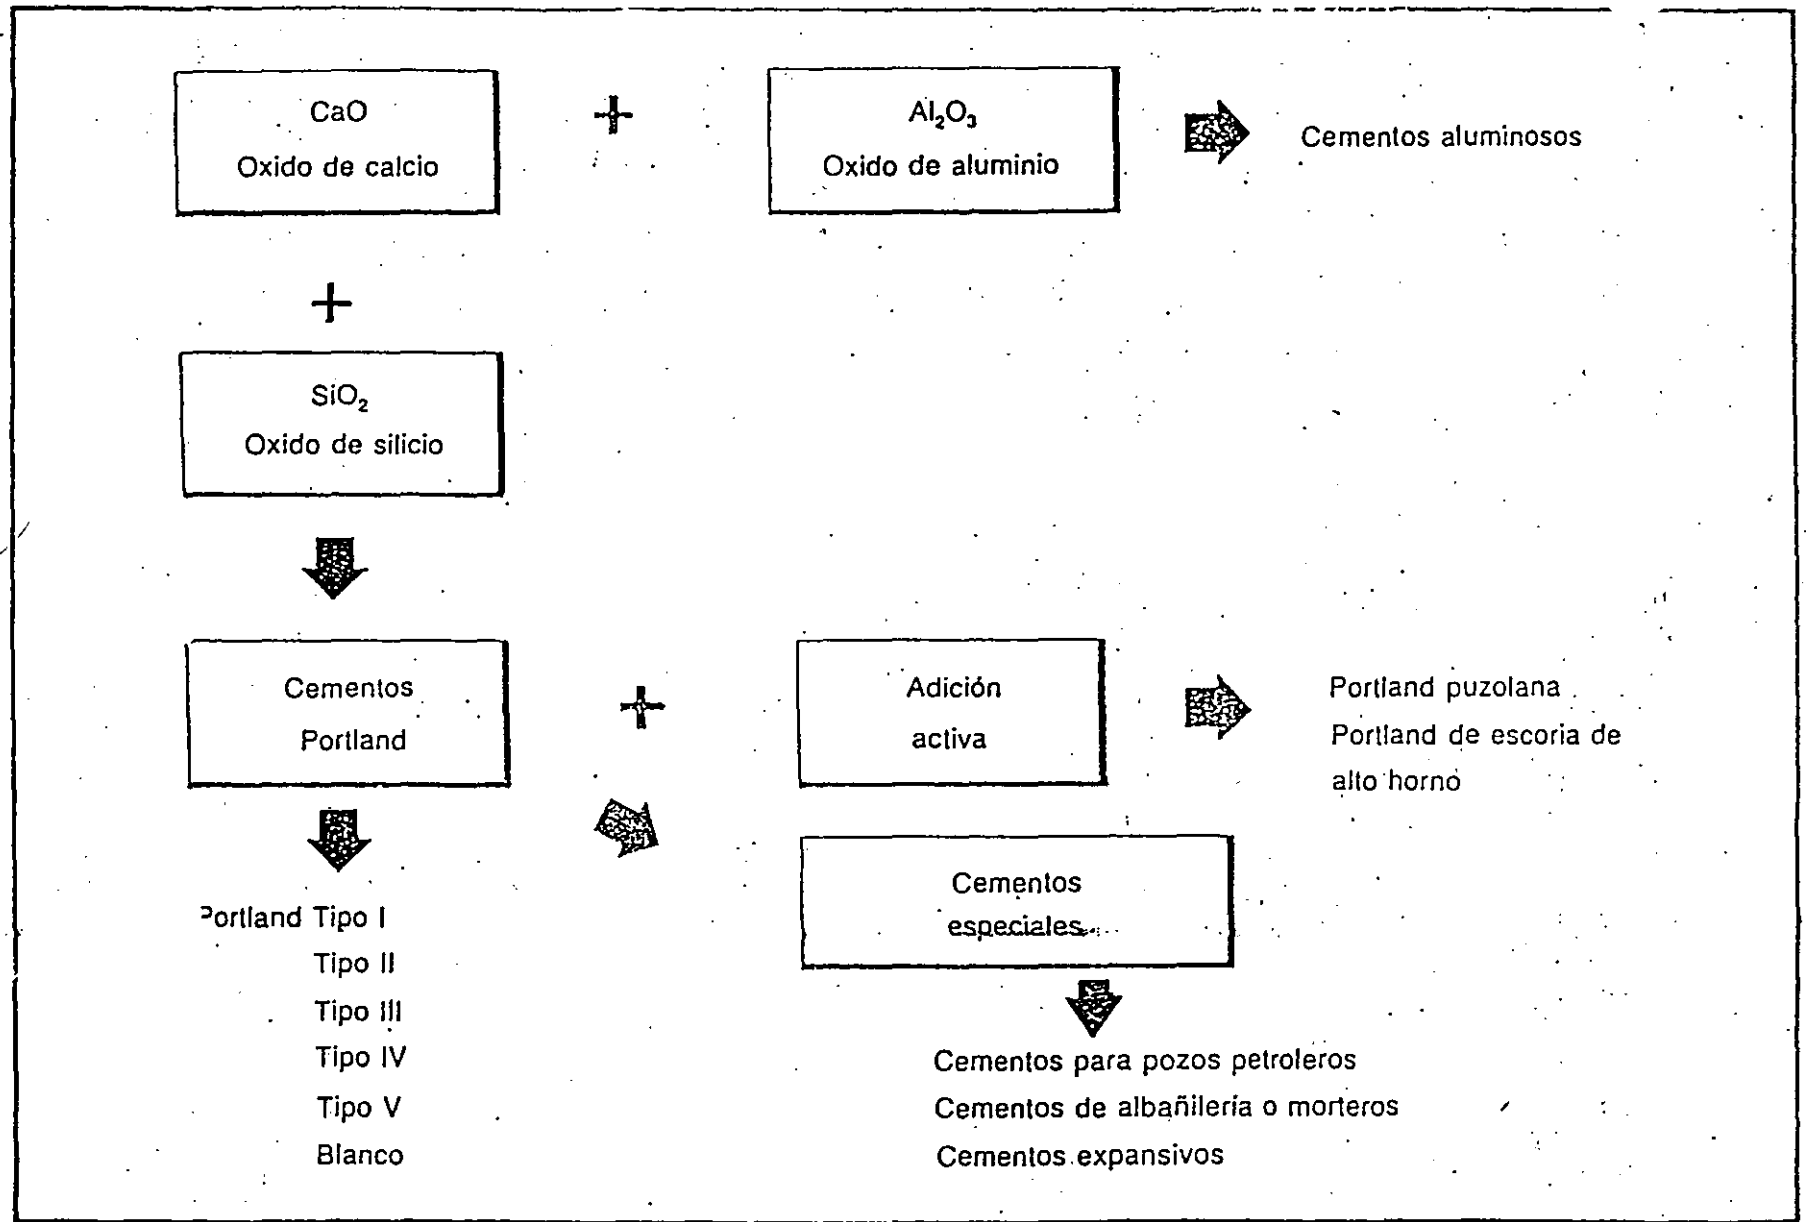 CaO
Oxido de calcio
+
Al₂O₃
Oxido de aluminio
Cementos aluminosos
+
SiO₂
Oxido de silicio
Cementos
Portland
+
Adición
activa
Portland puzolana
Portland de escoria de
alto horno
Cementos
especiales
Portland Tipo I
Tipo II
Tipo III
Tipo IV
Tipo V
Blanco
Cementos para pozos petroleros
Cementos de albañilería o morteros
Cementos expansivos